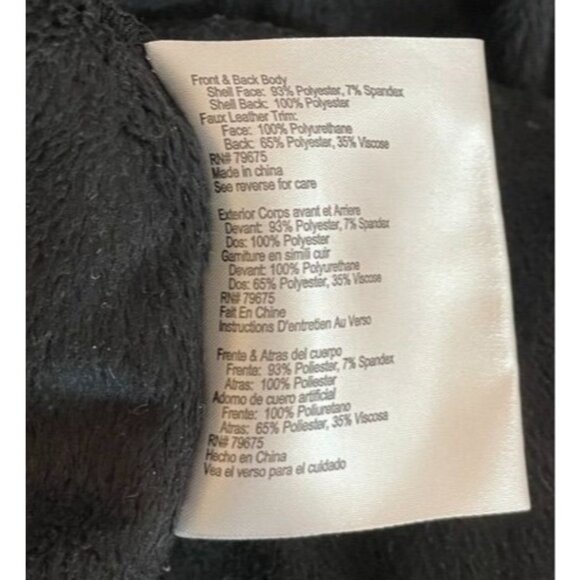 Front & Back Body
Shell Face: 93% Polyester, 7% Spandex
Shell Back: 100% Polyester
Faux Leather Trim:
Face: 100% Polyurethane
Back: 65% Polyester, 35% Viscose
RN# 79675
Made in china
See reverse for care
Exterior Corps avant et Arriere
Devant: 93% Polyester, 7% Spandex
Dos: 100% Polyester
Garniture en simili cuir
Devant: 100% Polyurethane
Dos: 65% Polyester, 35% Viscose
RN# 79675
Fait En Chine
Instructions D'entretien Au Verso
Frente & Atras del cuerpo
Frente: 93% Poliester, 7% Spandex
Atras: 100% Poliester
Adorno de cuero artificial
Frente: 100% Poliuretano
Atras: 65% Poliester, 35% Viscosa
RN# 79675
Hecho en China
Vea el verso para el cuidado